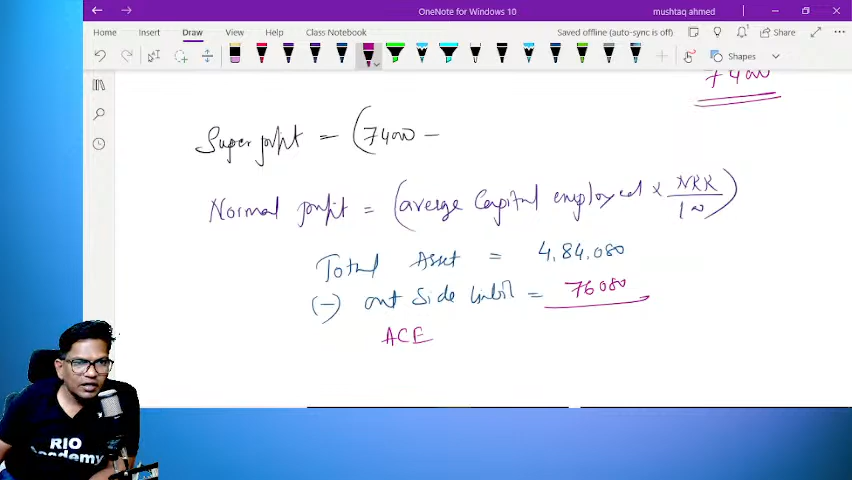 OneNote for Windows 10
mushtaq ahmed
Home Insert Draw View Help Class Notebook
Saved offline (auto-sync is off)
Share
Shapes
7400
Super profit = (7400 -
Normal profit = (averge Capital employed × NRR/100)
Total Asset = 4,84,080
(-) out Side liabil = 76080
ACE
RIO
Academy